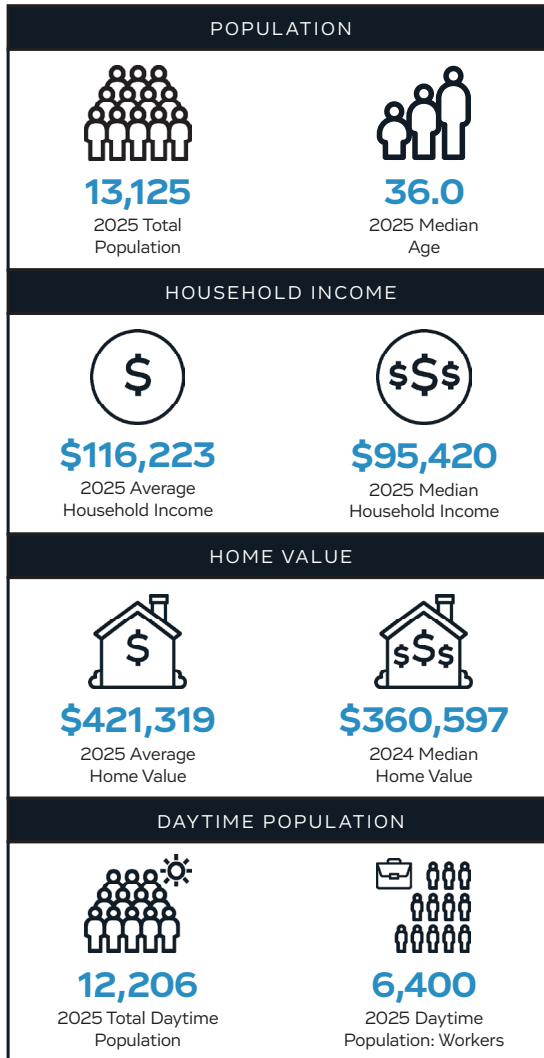 POPULATION
13,125
2025 Total
Population
36.0
2025 Median
Age
HOUSEHOLD INCOME
$
$116,223
2025 Average
Household Income
$$$
$95,420
2025 Median
Household Income
HOME VALUE
$
$421,319
2025 Average
Home Value
$$$
$360,597
2024 Median
Home Value
DAYTIME POPULATION
12,206
2025 Total Daytime
Population
6,400
2025 Daytime
Population: Workers